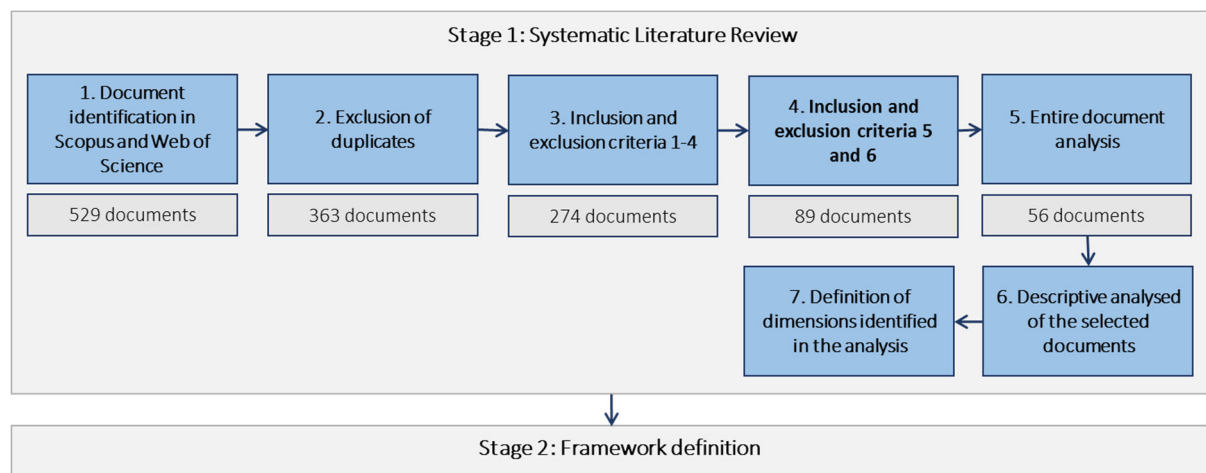 Stage 1: Systematic Literature Review
1. Document
identification in
Scopus and Web of
Science
2. Exclusion of
duplicates
3. Inclusion and
exclusion criteria 1-4
4. Inclusion and
exclusion criteria 5
and 6
5. Entire document
analysis
529 documents
363 documents
274 documents
89 documents
56 documents
7. Definition of
dimensions identified
in the analysis
6. Descriptive analysed
of the selected
documents
Stage 2: Framework definition